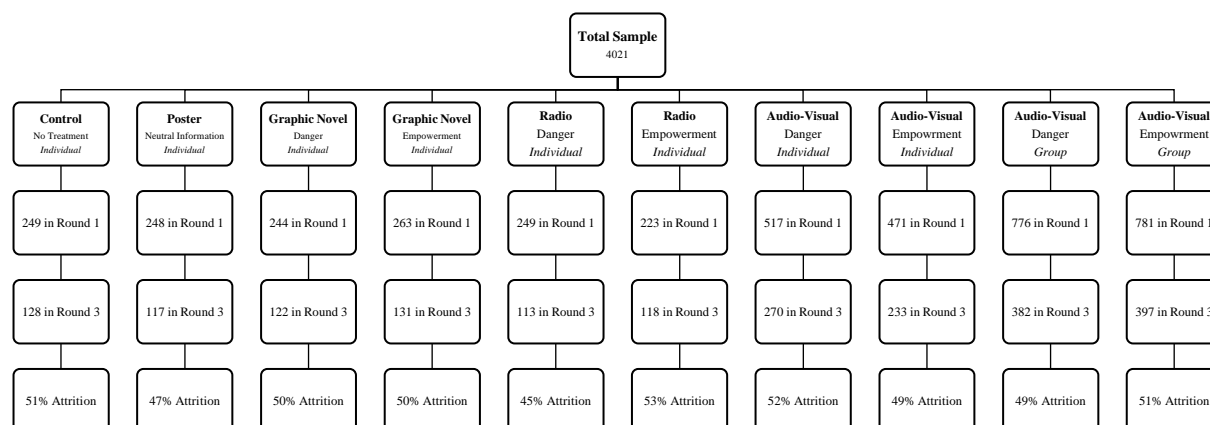 Total Sample
4021
Control
No Treatment
Individual
Poster
Neutral Information
Individual
Graphic Novel
Danger
Individual
Graphic Novel
Empowerment
Individual
Radio
Danger
Individual
Radio
Empowerment
Individual
Audio-Visual
Danger
Individual
Audio-Visual
Empowrment
Individual
Audio-Visual
Danger
Group
Audio-Visual
Empowrment
Group
249 in Round 1
248 in Round 1
244 in Round 1
263 in Round 1
249 in Round 1
223 in Round 1
517 in Round 1
471 in Round 1
776 in Round 1
781 in Round 1
128 in Round 3
117 in Round 3
122 in Round 3
131 in Round 3
113 in Round 3
118 in Round 3
270 in Round 3
233 in Round 3
382 in Round 3
397 in Round 3
51% Attrition
47% Attrition
50% Attrition
50% Attrition
45% Attrition
53% Attrition
52% Attrition
49% Attrition
49% Attrition
51% Attrition